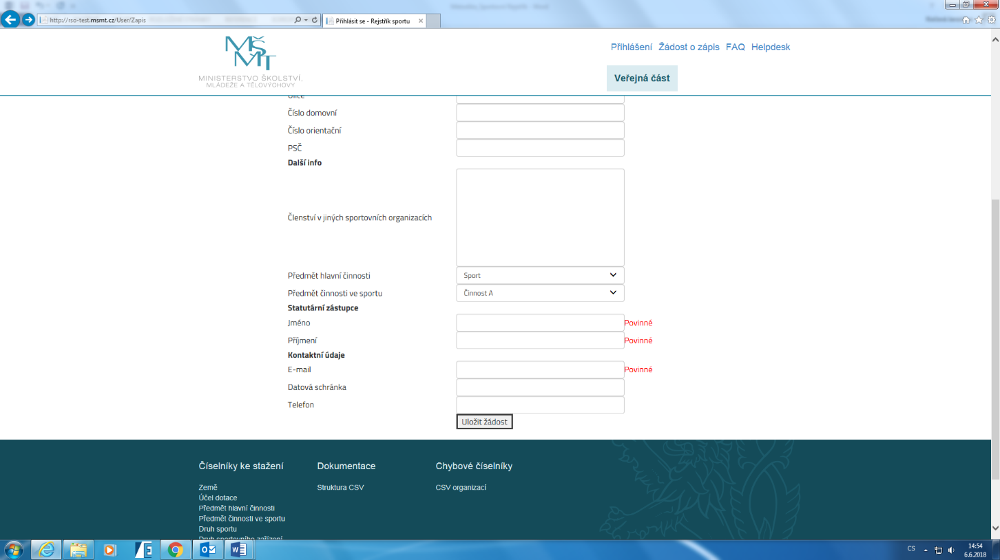 http://rso-test.msmt.cz/User/Zapis
Přihlásit se - Rejstřík sportu
MŠMT
MINISTERSTVO ŠKOLSTVÍ,
MLÁDEŽE A TĚLOVÝCHOVY
Přihlášení Žádost o zápis FAQ Helpdesk
Veřejná část
Ulice
Číslo domovní
Číslo orientační
PSČ
Další info
Členství v jiných sportovních organizacích
Předmět hlavní činnosti Sport
Předmět činnosti ve sportu Činnost A
Statutární zástupce
Jméno Povinné
Příjmení Povinné
Kontaktní údaje
E-mail Povinné
Datová schránka
Telefon
Uložit žádost
Číselníky ke stažení Dokumentace Chybové číselníky
Země Struktura CSV CSV organizací
Účel dotace
Předmět hlavní činnosti
Předmět činnosti ve sportu
Druh sportu
Druh sportovního zařízení
CS 14:54
6.6.2018